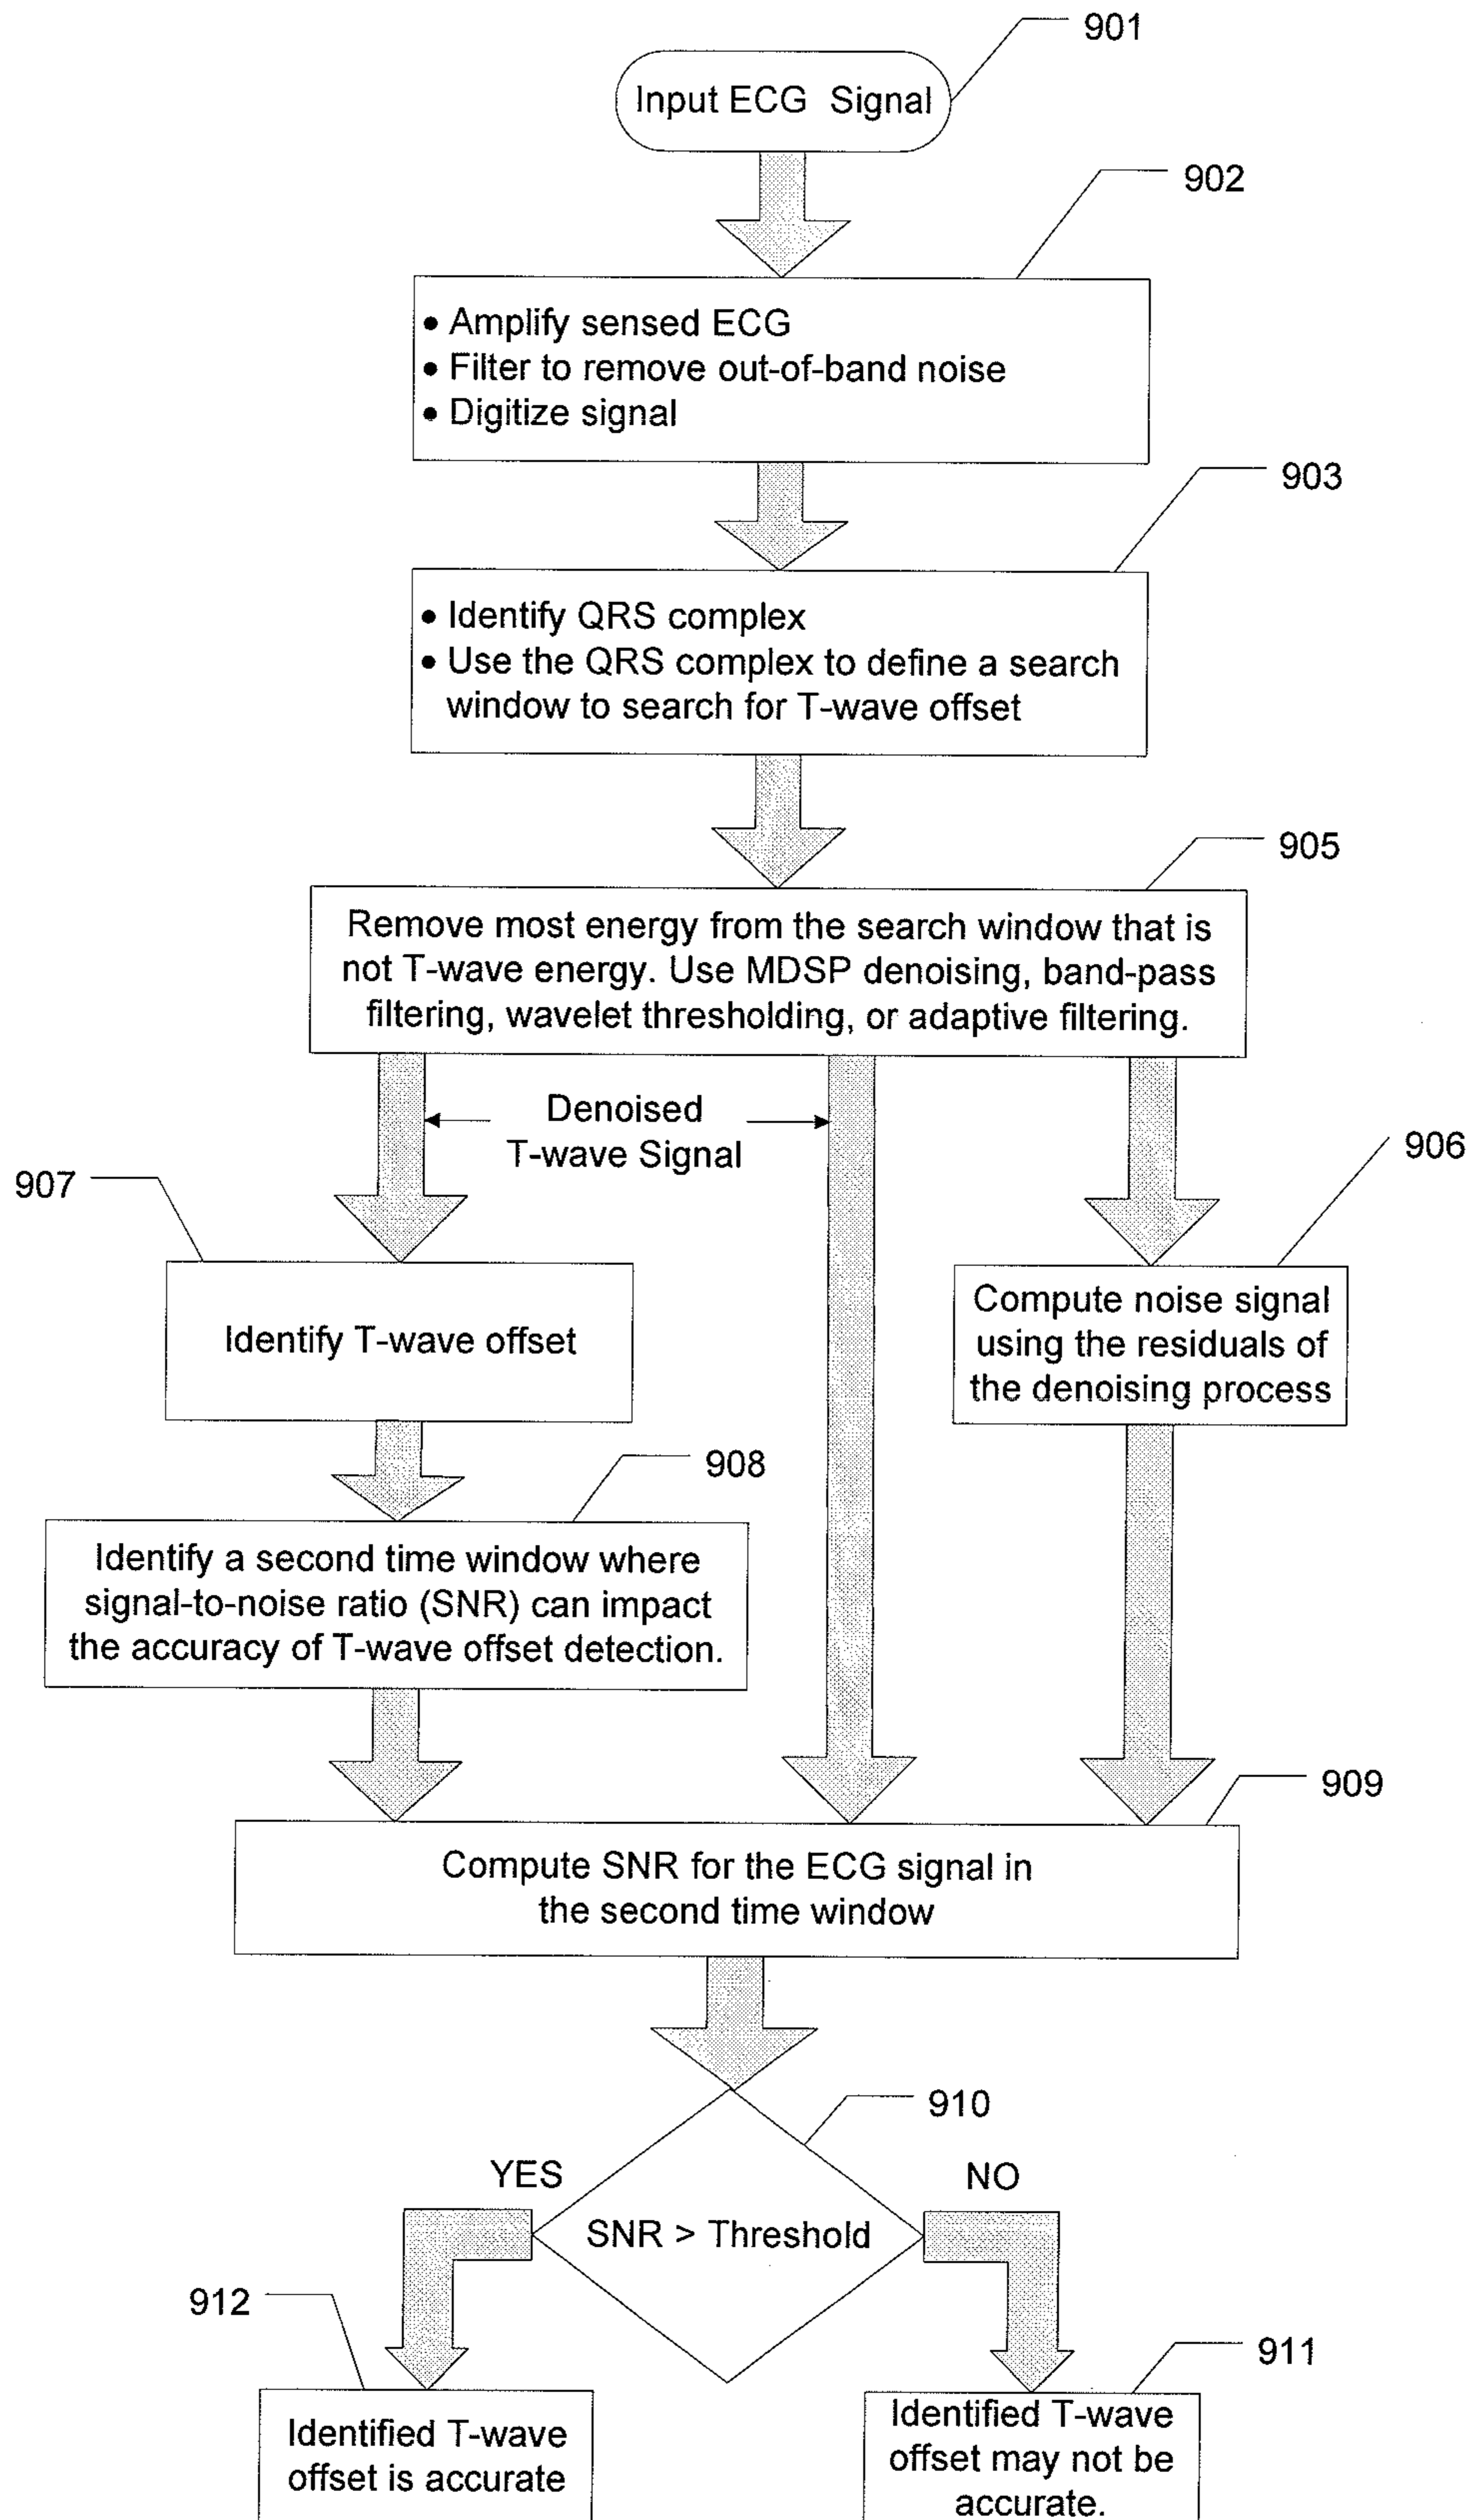 901
Input ECG Signal
902
• Amplify sensed ECG
• Filter to remove out-of-band noise
• Digitize signal
903
• Identify QRS complex
• Use the QRS complex to define a search
window to search for T-wave offset
905
Remove most energy from the search window that is
not T-wave energy. Use MDSP denoising, band-pass
filtering, wavelet thresholding, or adaptive filtering.
Denoised
T-wave Signal
906
907
Compute noise signal
using the residuals of
the denoising process
Identify T-wave offset
908
Identify a second time window where
signal-to-noise ratio (SNR) can impact
the accuracy of T-wave offset detection.
909
Compute SNR for the ECG signal in
the second time window
910
YES
NO
SNR > Threshold
912
911
Identified T-wave
offset is accurate
Identified T-wave
offset may not be
accurate.